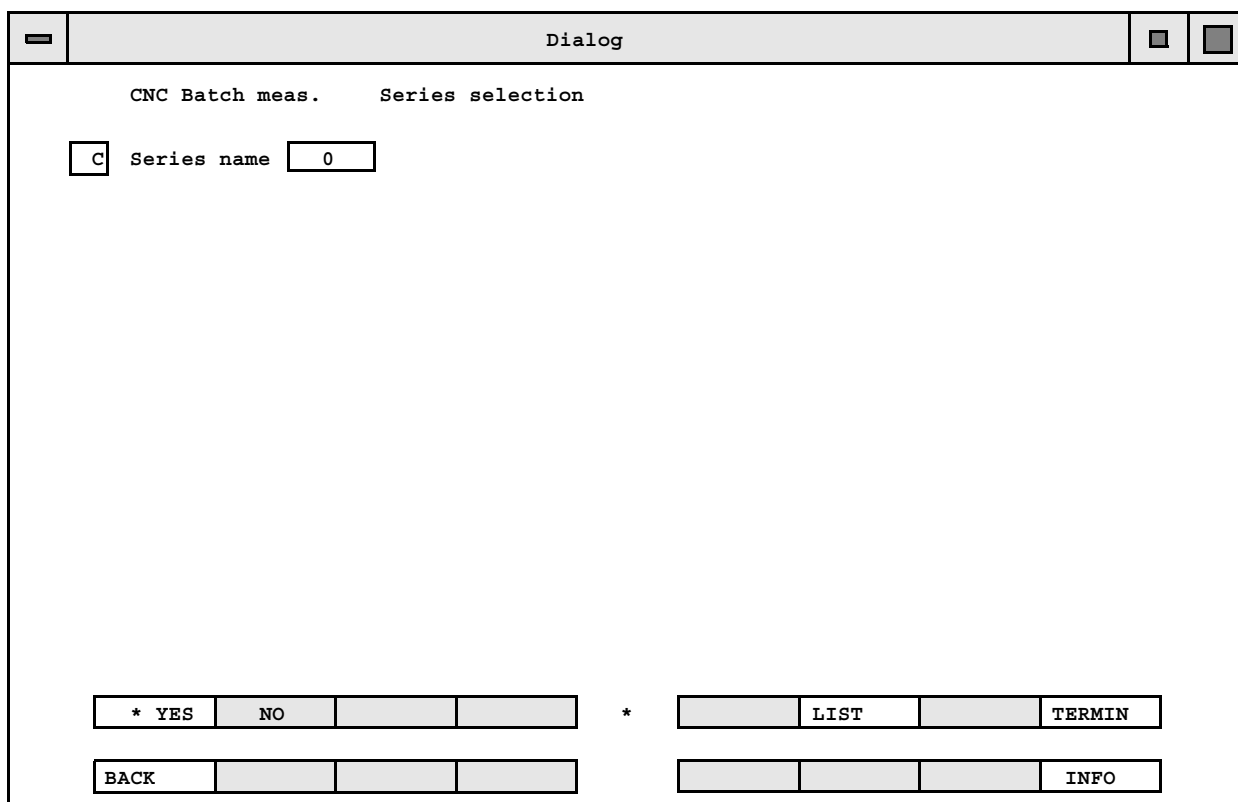 Dialog
CNC Batch meas. Series selection
C Series name 0
* YES NO * LIST TERMIN
BACK INFO